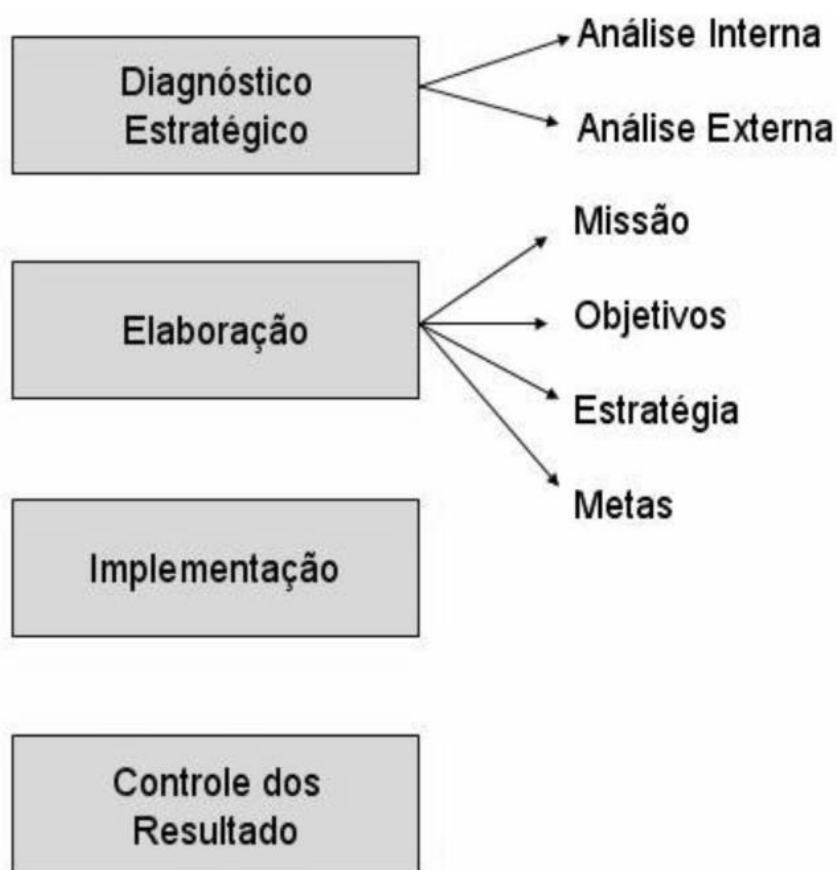 Diagnóstico
Estratégico
Análise Interna
Análise Externa
Elaboração
Missão
Objetivos
Estratégia
Metas
Implementação
Controle dos
Resultado